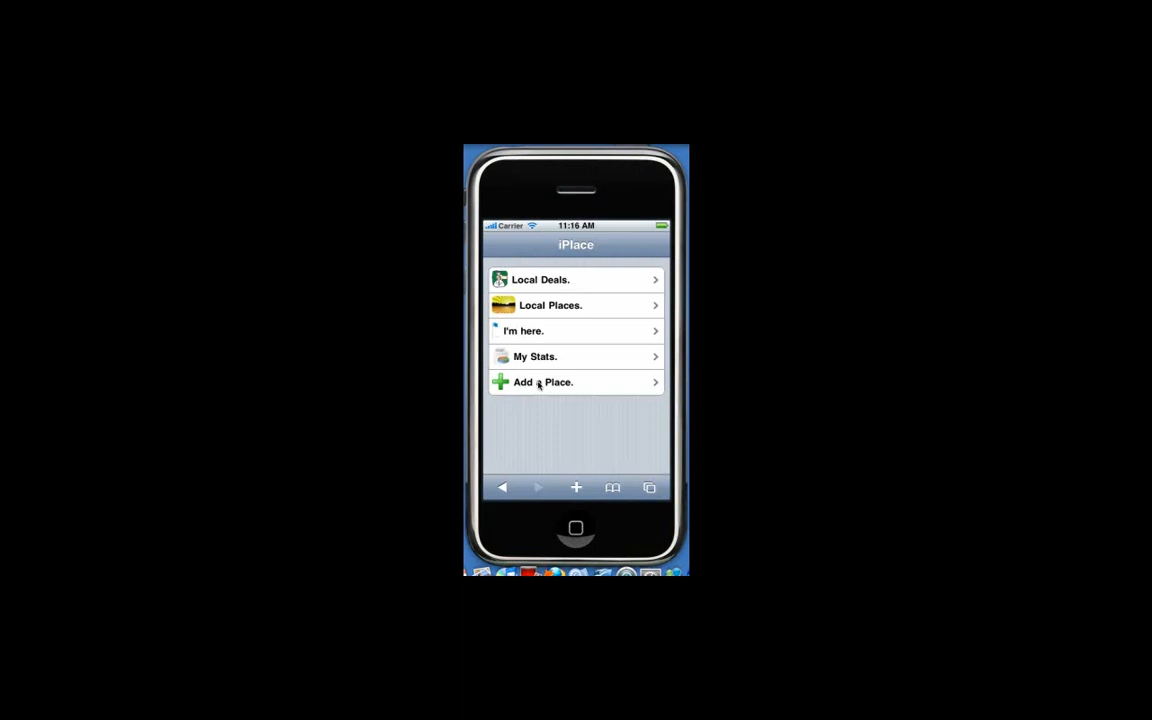 Carrier 11:16 AM
iPlace
Local Deals.
Local Places.
I'm here.
My Stats.
Add a Place.